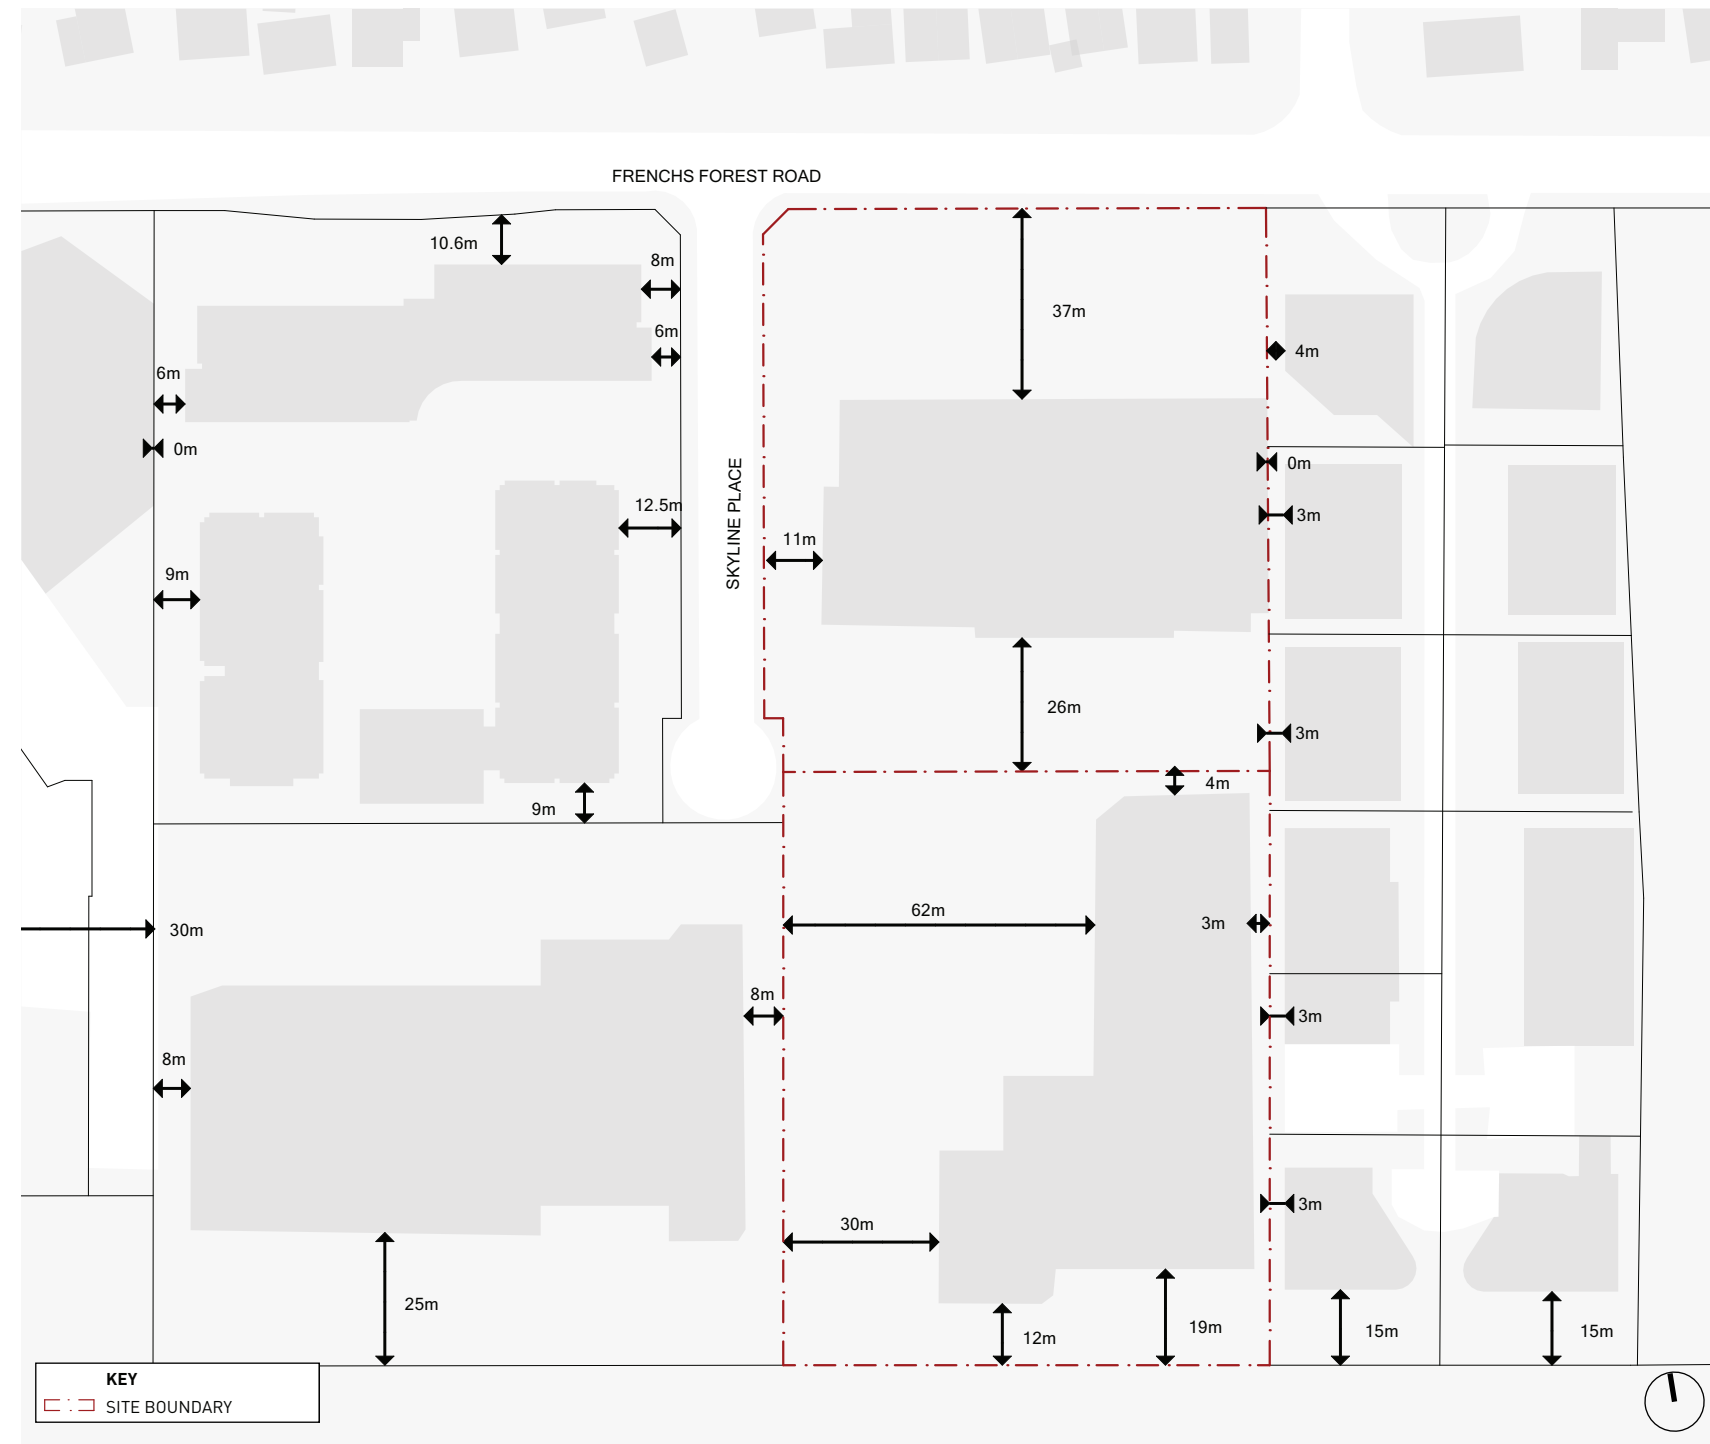 FRENCHS FOREST ROAD
10.6m
8m
37m
6m
4m
6m
0m
0m
12.5m
3m
SKYLINE PLACE
11m
9m
26m
3m
4m
9m
62m
3m
30m
8m
3m
8m
3m
30m
25m
19m
12m
15m
15m
KEY
SITE BOUNDARY